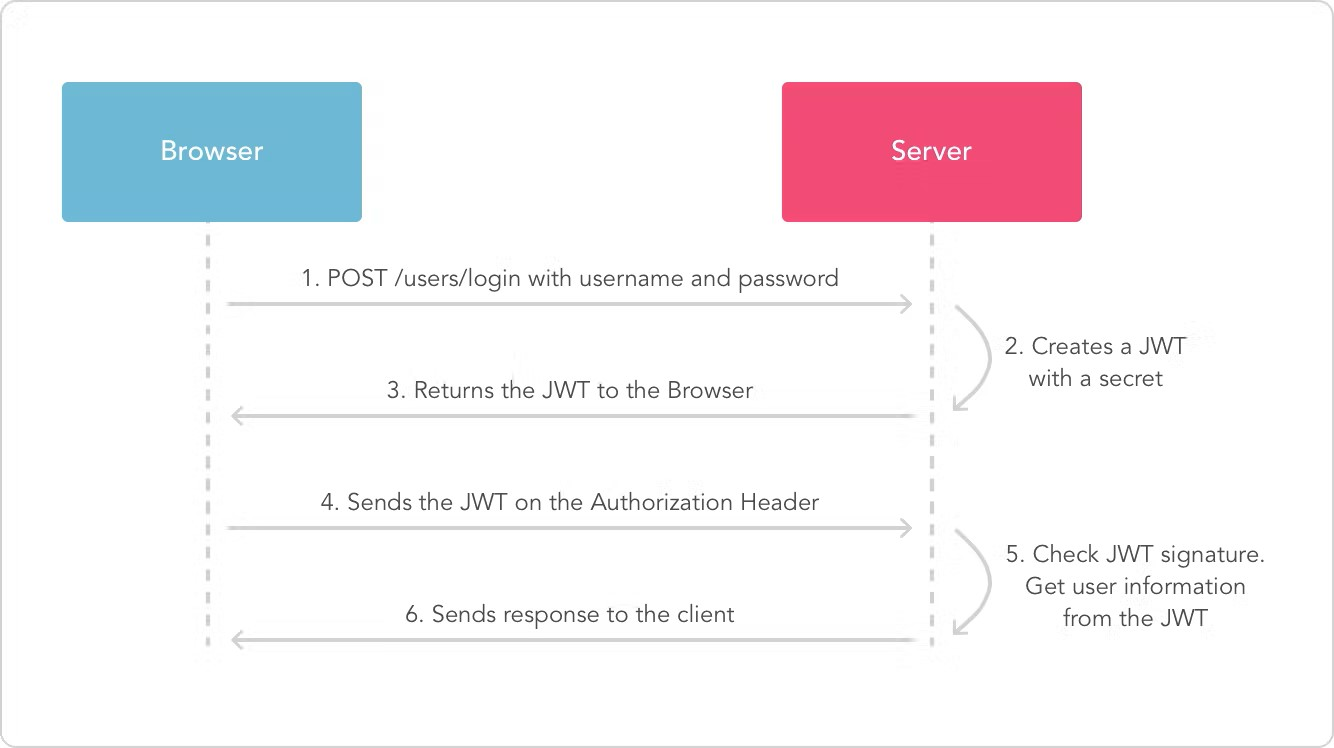 Browser
Server
1. POST /users/login with username and password
2. Creates a JWT
with a secret
3. Returns the JWT to the Browser
4. Sends the JWT on the Authorization Header
5. Check JWT signature.
Get user information
from the JWT
6. Sends response to the client